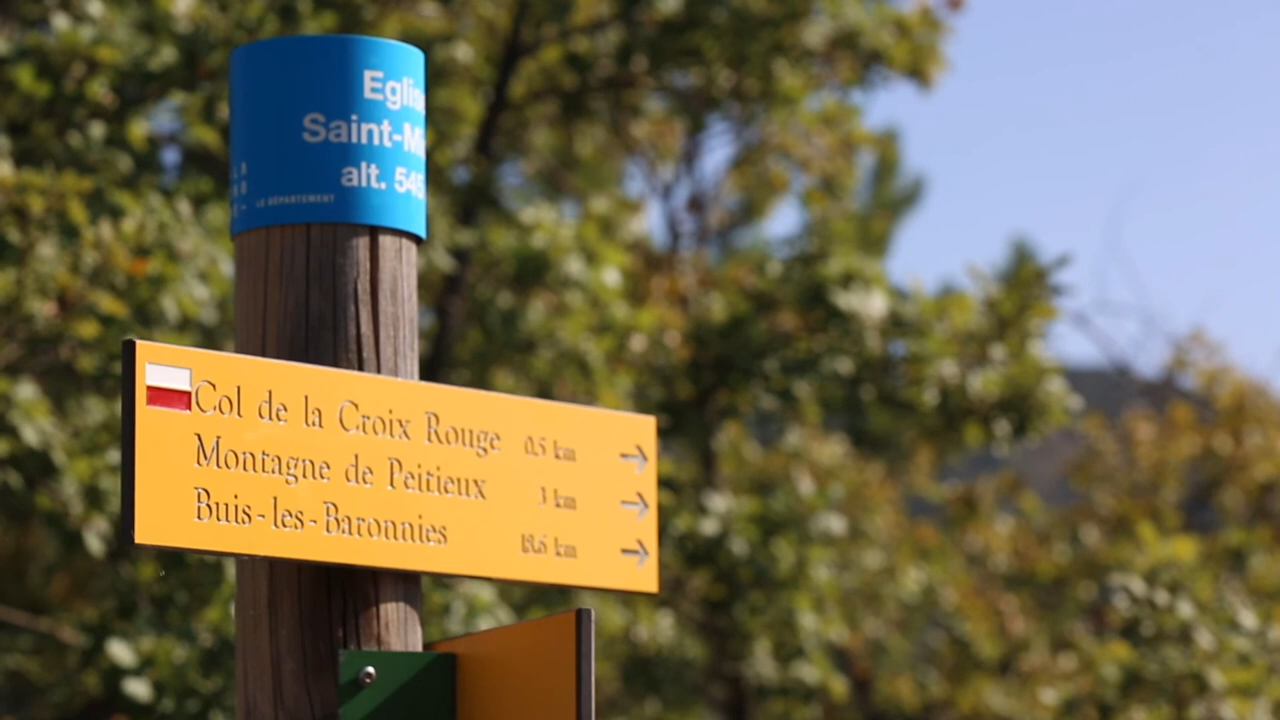 Eglise
Saint-M
alt. 545
LE DÉPARTEMENT
Col de la Croix Rouge 0,5 km →
Montagne de Peitieux 3 km →
Buis-les-Baronnies →